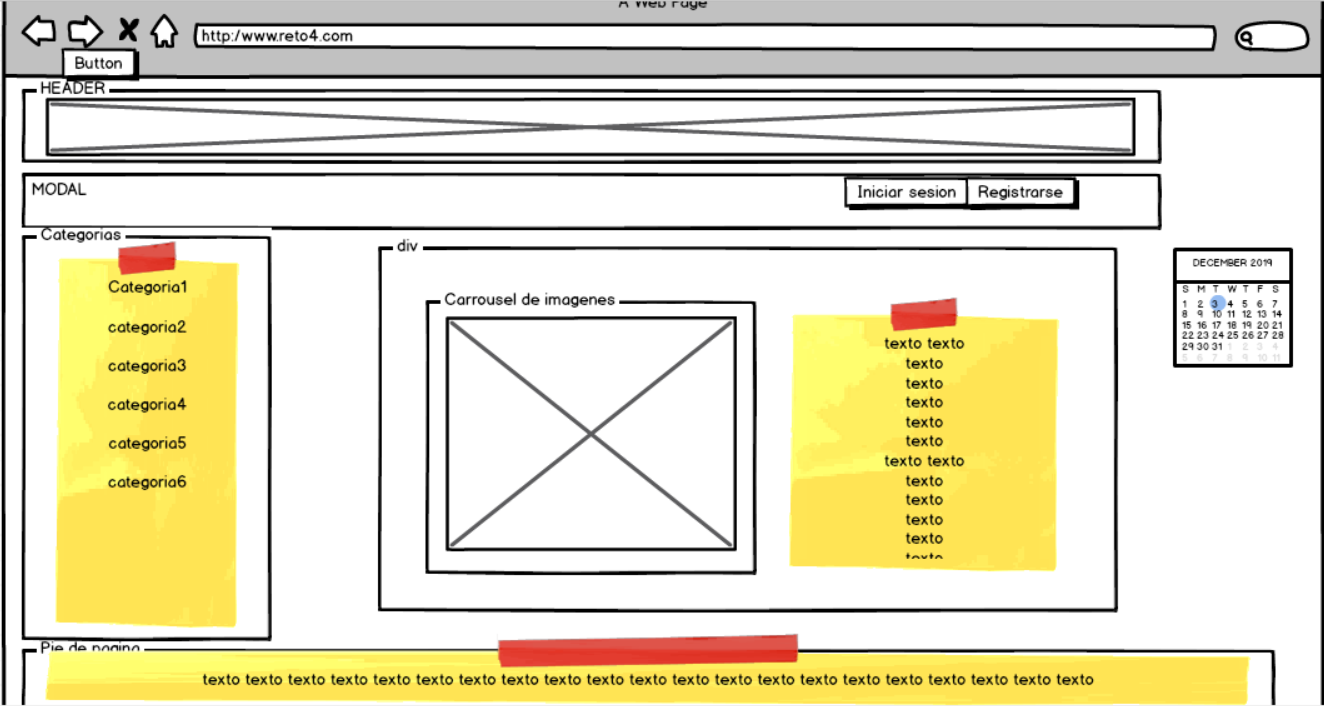 A Web Page
http:/www.reto4.com
Button
HEADER
MODAL
Iniciar sesion
Registrarse
Categorias
Categoria1
categoria2
categoria3
categoria4
categoria5
categoria6
div
Carrousel de imagenes
texto texto
texto
texto
texto
texto
texto
texto texto
texto
texto
texto
texto
texto
DECEMBER 2019
S M T W T F S
1 2 3 4 5 6 7
8 9 10 11 12 13 14
15 16 17 18 19 20 21
22 23 24 25 26 27 28
29 30 31 1 2 3 4
5 6 7 8 9 10 11
Pie de pagina
texto texto texto texto texto texto texto texto texto texto texto texto texto texto texto texto texto texto texto texto texto